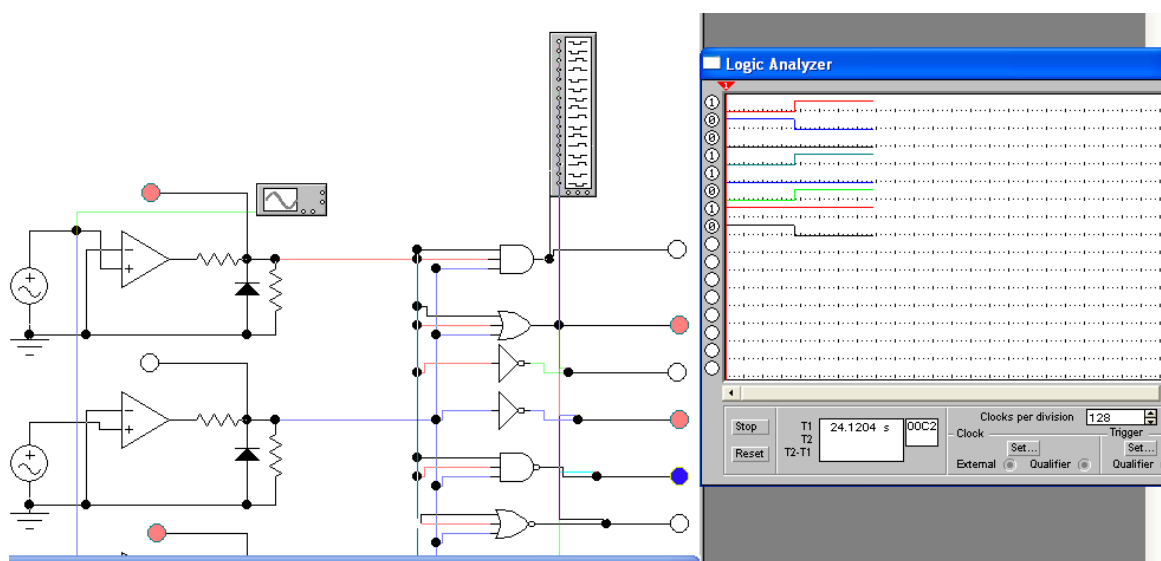 Logic Analyzer
1
1
0
0
1
1
0
1
0
Stop
Reset
T1
T2
T2-T1
24.1204 s
00C2
Clocks per division
128
Clock
Set...
External
Qualifier
Trigger
Set...
Qualifier